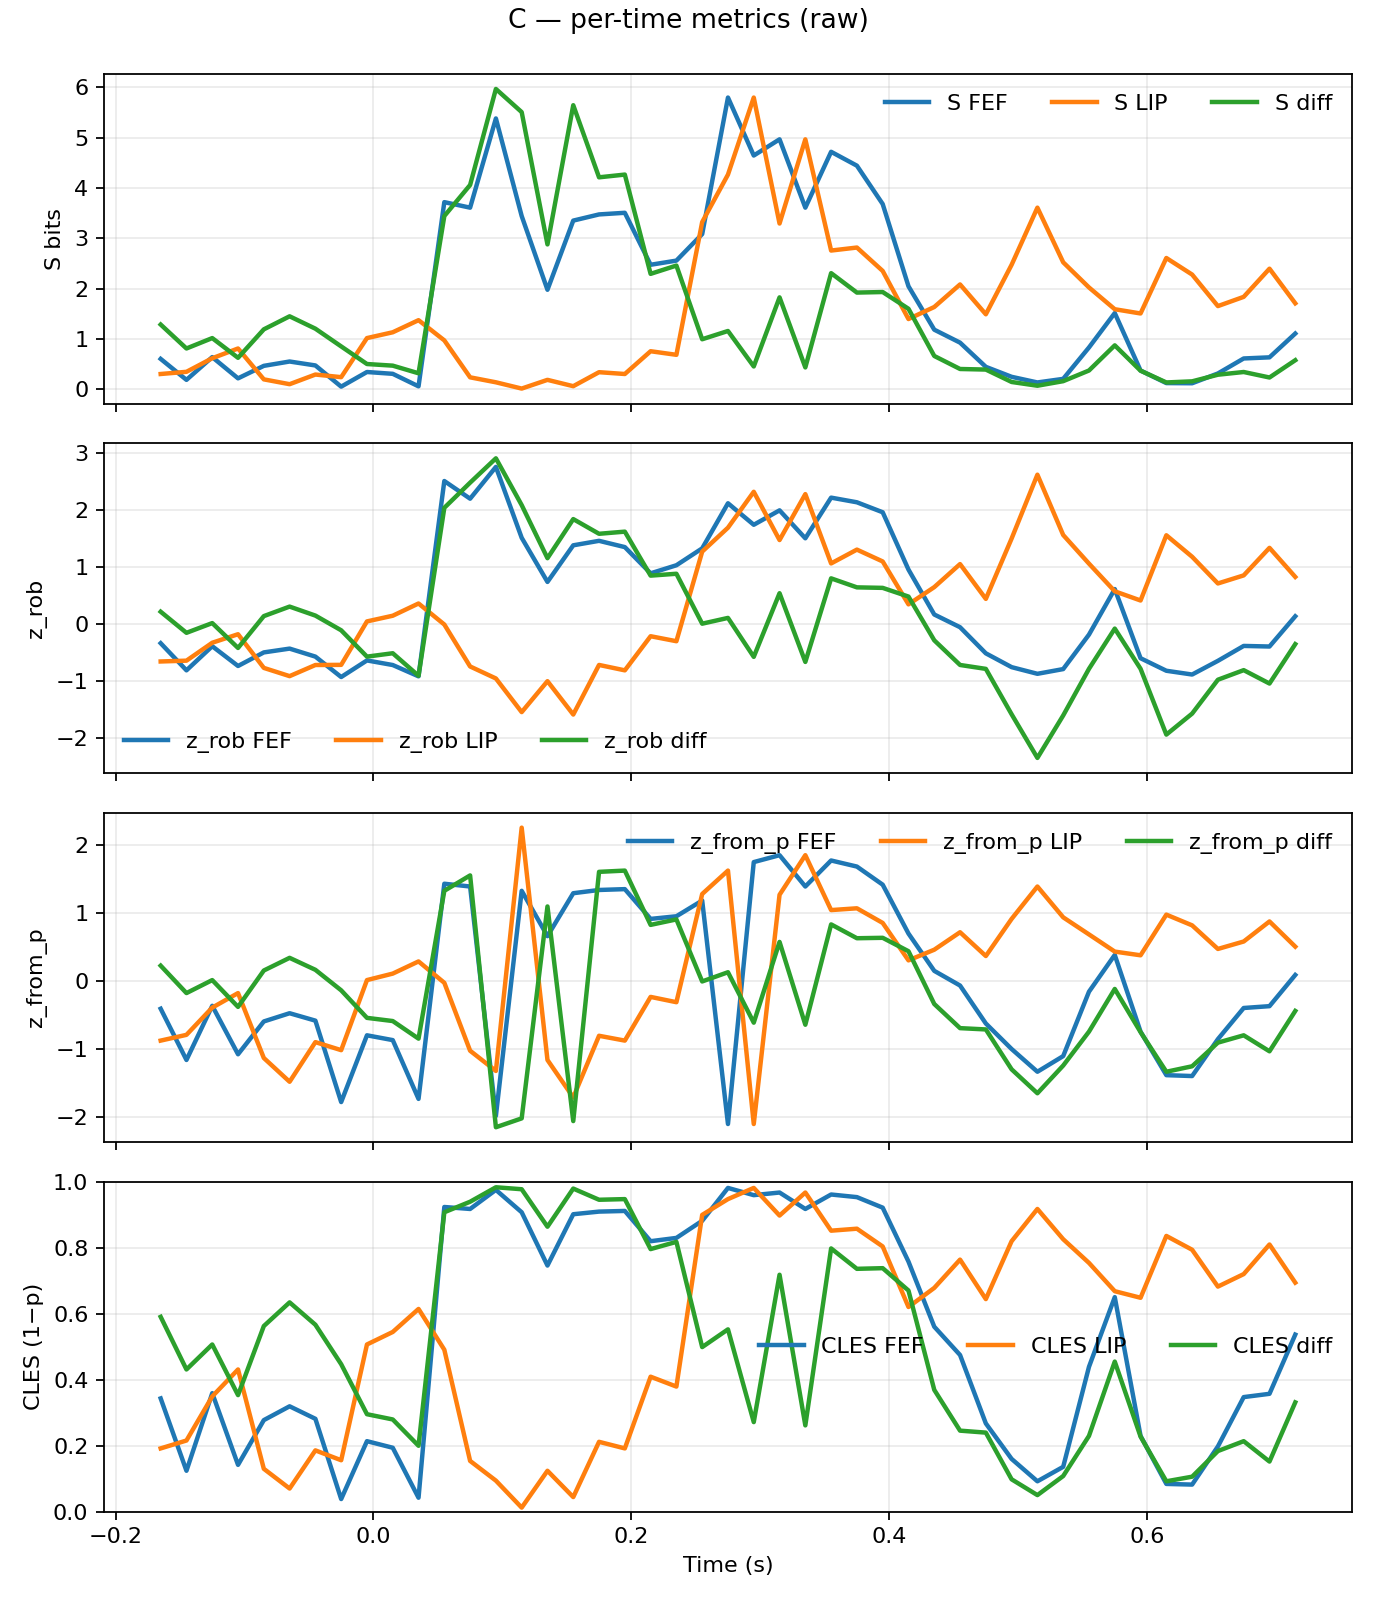 C — per-time metrics (raw)
S bits
6
5
4
3
2
1
0
S FEF S LIP S diff
z_rob
3
2
1
0
−1
−2
z_rob FEF z_rob LIP z_rob diff
z_from_p
2
1
0
−1
−2
z_from_p FEF z_from_p LIP z_from_p diff
CLES (1−p)
1.0
0.8
0.6
0.4
0.2
0.0
CLES FEF CLES LIP CLES diff
−0.2 0.0 0.2 0.4 0.6
Time (s)